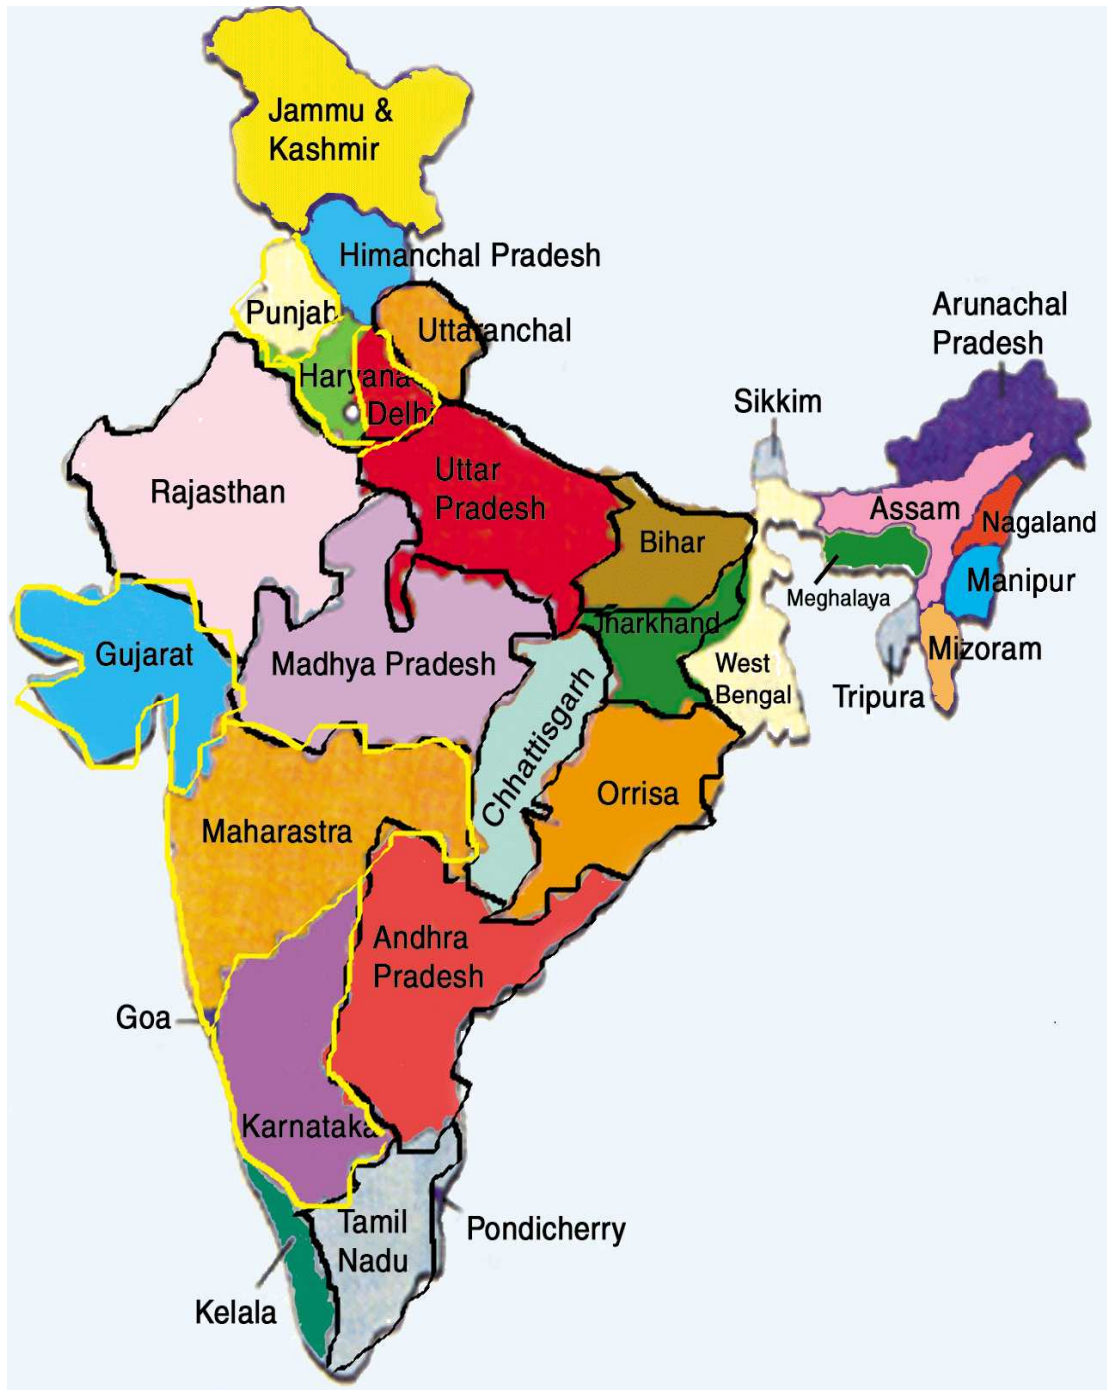 Jammu &
Kashmir
Himanchal Pradesh
Punjab
Uttaranchal
Arunachal
Pradesh
Haryana
Delhi
Sikkim
Rajasthan
Uttar
Pradesh
Assam
Nagaland
Bihar
Manipur
Meghalaya
Jharkhand
Gujarat
Madhya Pradesh
West
Bengal
Mizoram
Tripura
Chhattisgarh
Orrisa
Maharastra
Andhra
Pradesh
Goa
Karnataka
Tamil
Nadu
Pondicherry
Kelala